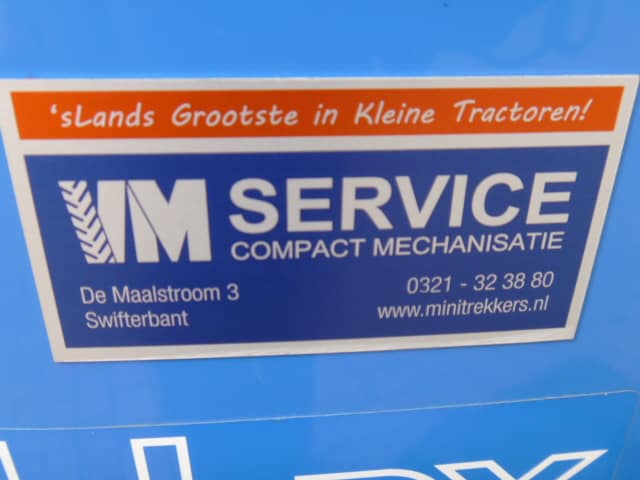 'sLands Grootste in Kleine Tractoren!
VM SERVICE
COMPACT MECHANISATIE
De Maalstroom 3
0321 - 32 38 80
Swifterbant
www.minitrekkers.nl